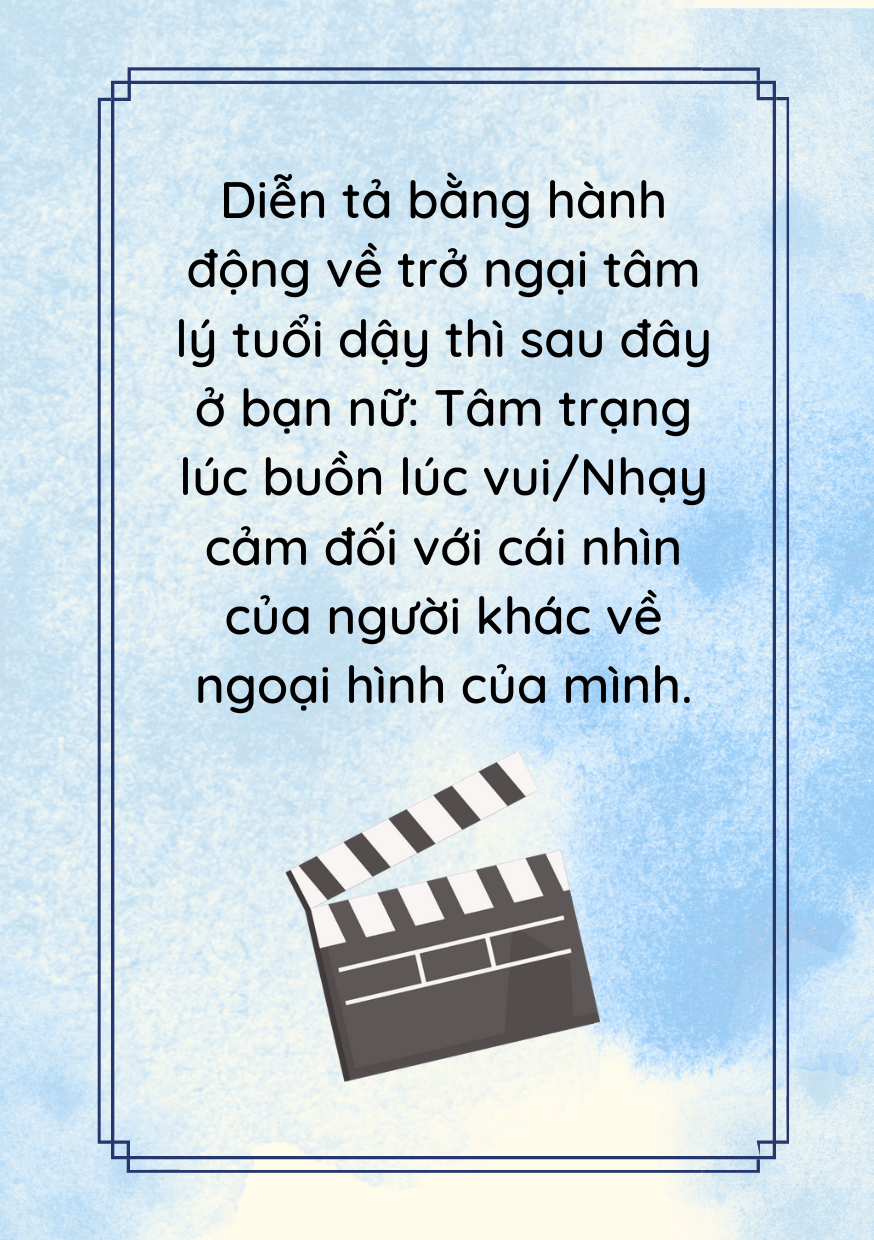 Diễn tả bằng hành
động về trở ngại tâm
lý tuổi dậy thì sau đây
ở bạn nữ: Tâm trạng
lúc buồn lúc vui/Nhạy
cảm đối với cái nhìn
của người khác về
ngoại hình của mình.